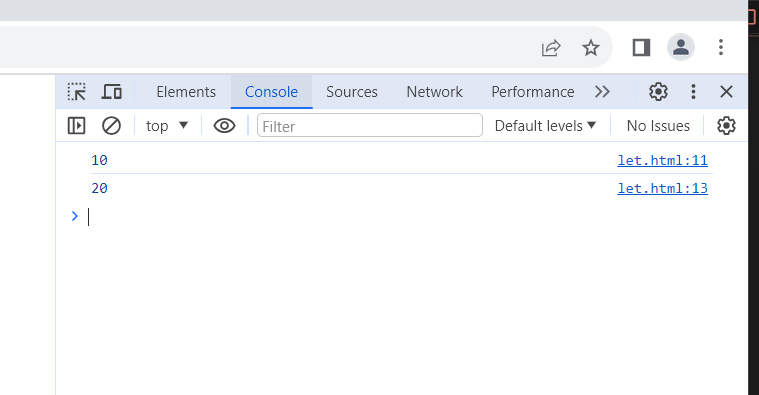 Elements Console Sources Network Performance
top Filter Default levels No Issues
10 let.html:11
20 let.html:13